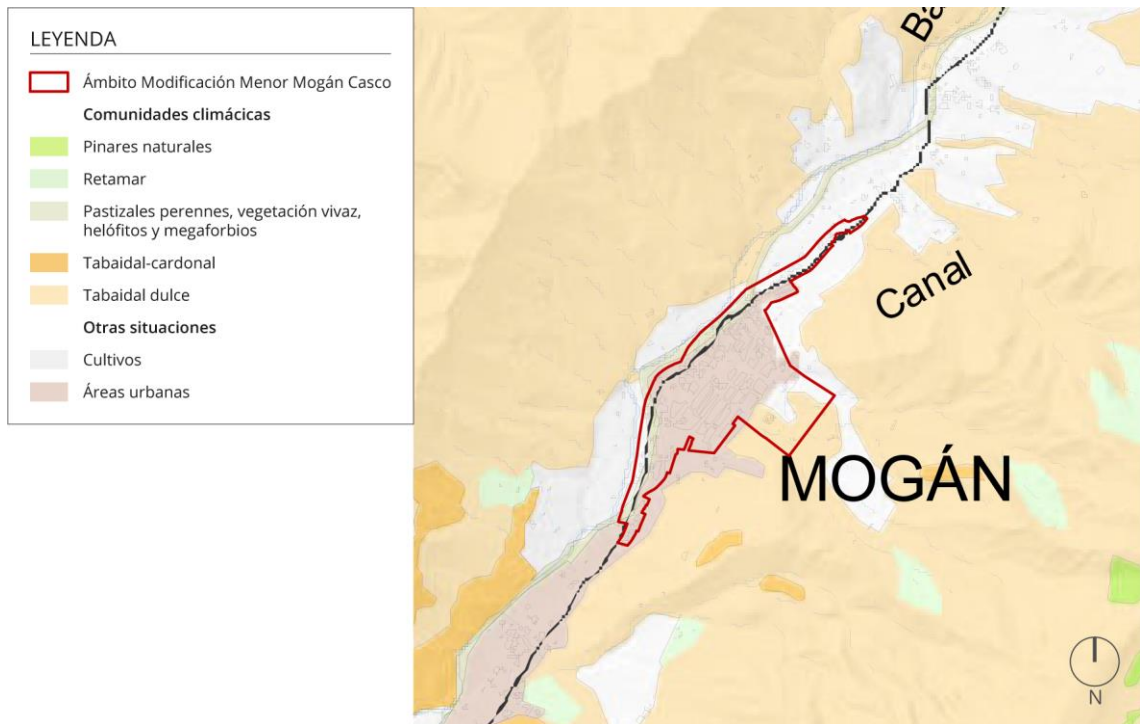 LEYENDA
Ámbito Modificación Menor Mogán Casco
Comunidades climácicas
Pinares naturales
Retamar
Pastizales perennes, vegetación vivaz,
helófitos y megaforbios
Tabaidal-cardonal
Tabaidal dulce
Otras situaciones
Cultivos
Áreas urbanas
Ba
Canal
MOGÁN
N